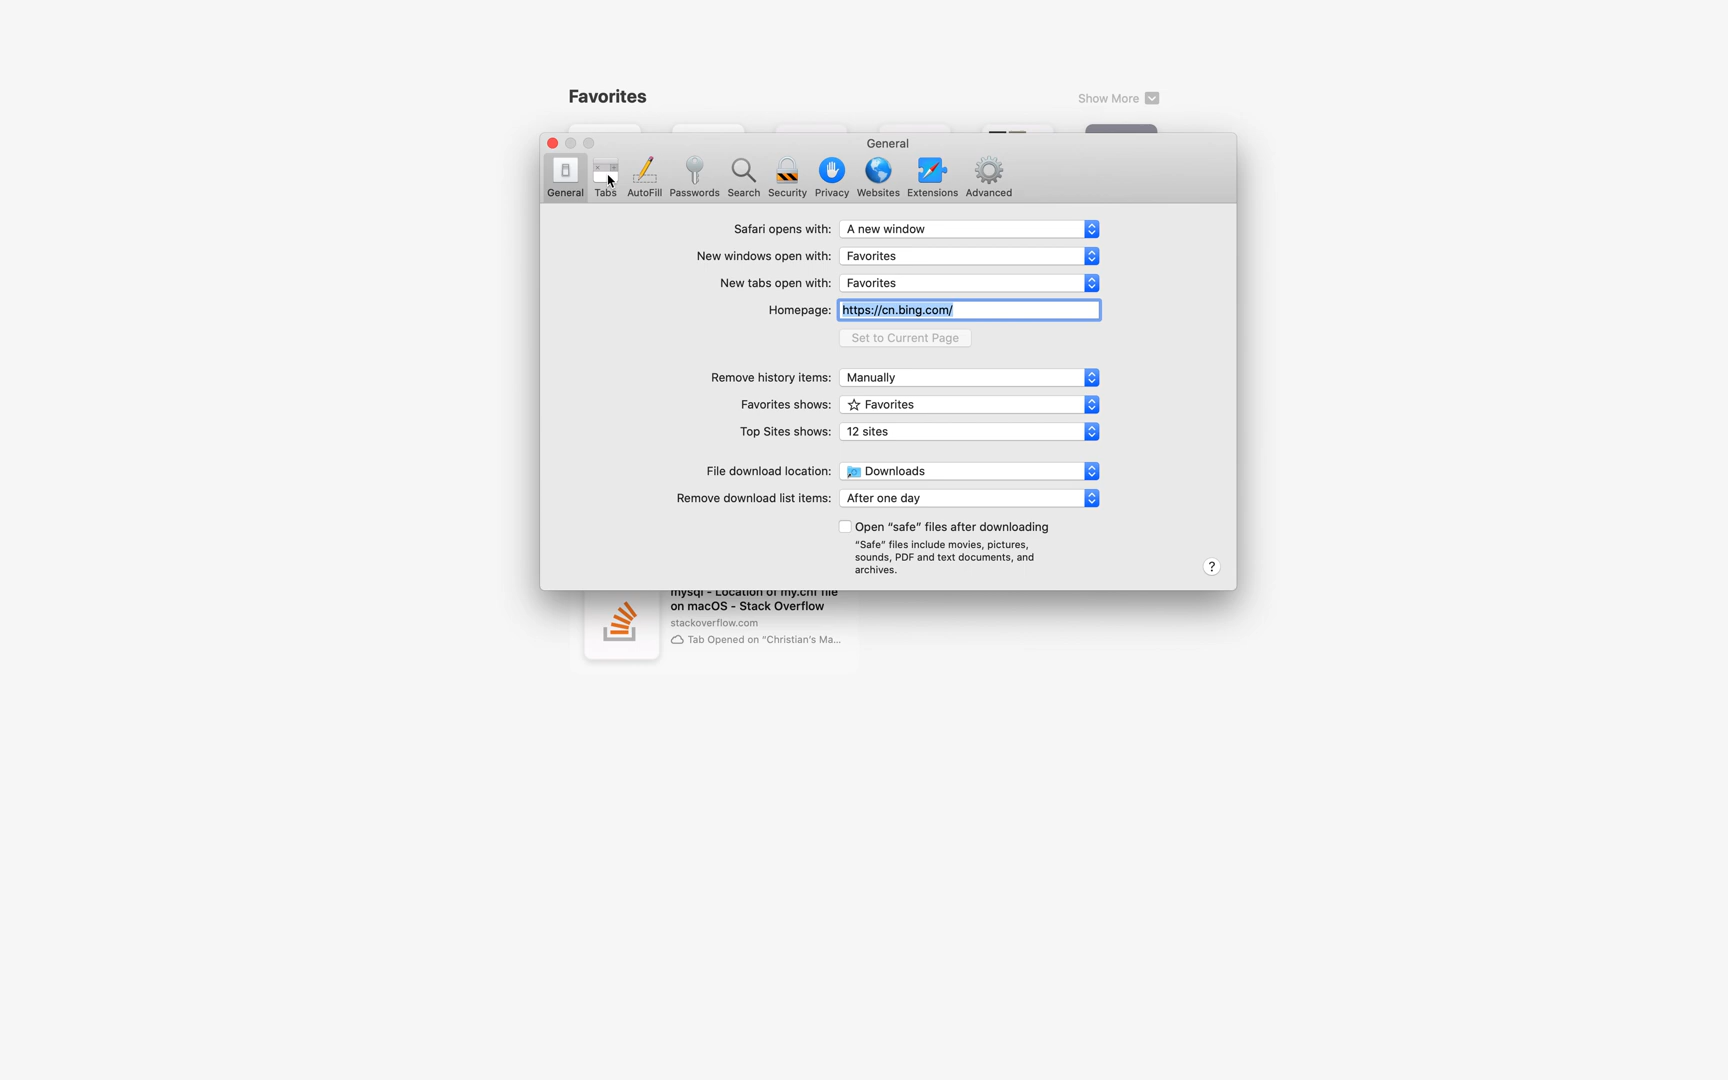 Favorites
Show More
General
General Tabs AutoFill Passwords Search Security Privacy Websites Extensions Advanced
Safari opens with: A new window
New windows open with: Favorites
New tabs open with: Favorites
Homepage: https://cn.bing.com/
Set to Current Page
Remove history items: Manually
Favorites shows: Favorites
Top Sites shows: 12 sites
File download location: Downloads
Remove download list items: After one day
Open “safe” files after downloading
“Safe” files include movies, pictures,
sounds, PDF and text documents, and
archives.
?
mysql - Location of my.cnf file
on macOS - Stack Overflow
stackoverflow.com
Tab Opened on “Christian’s Ma...